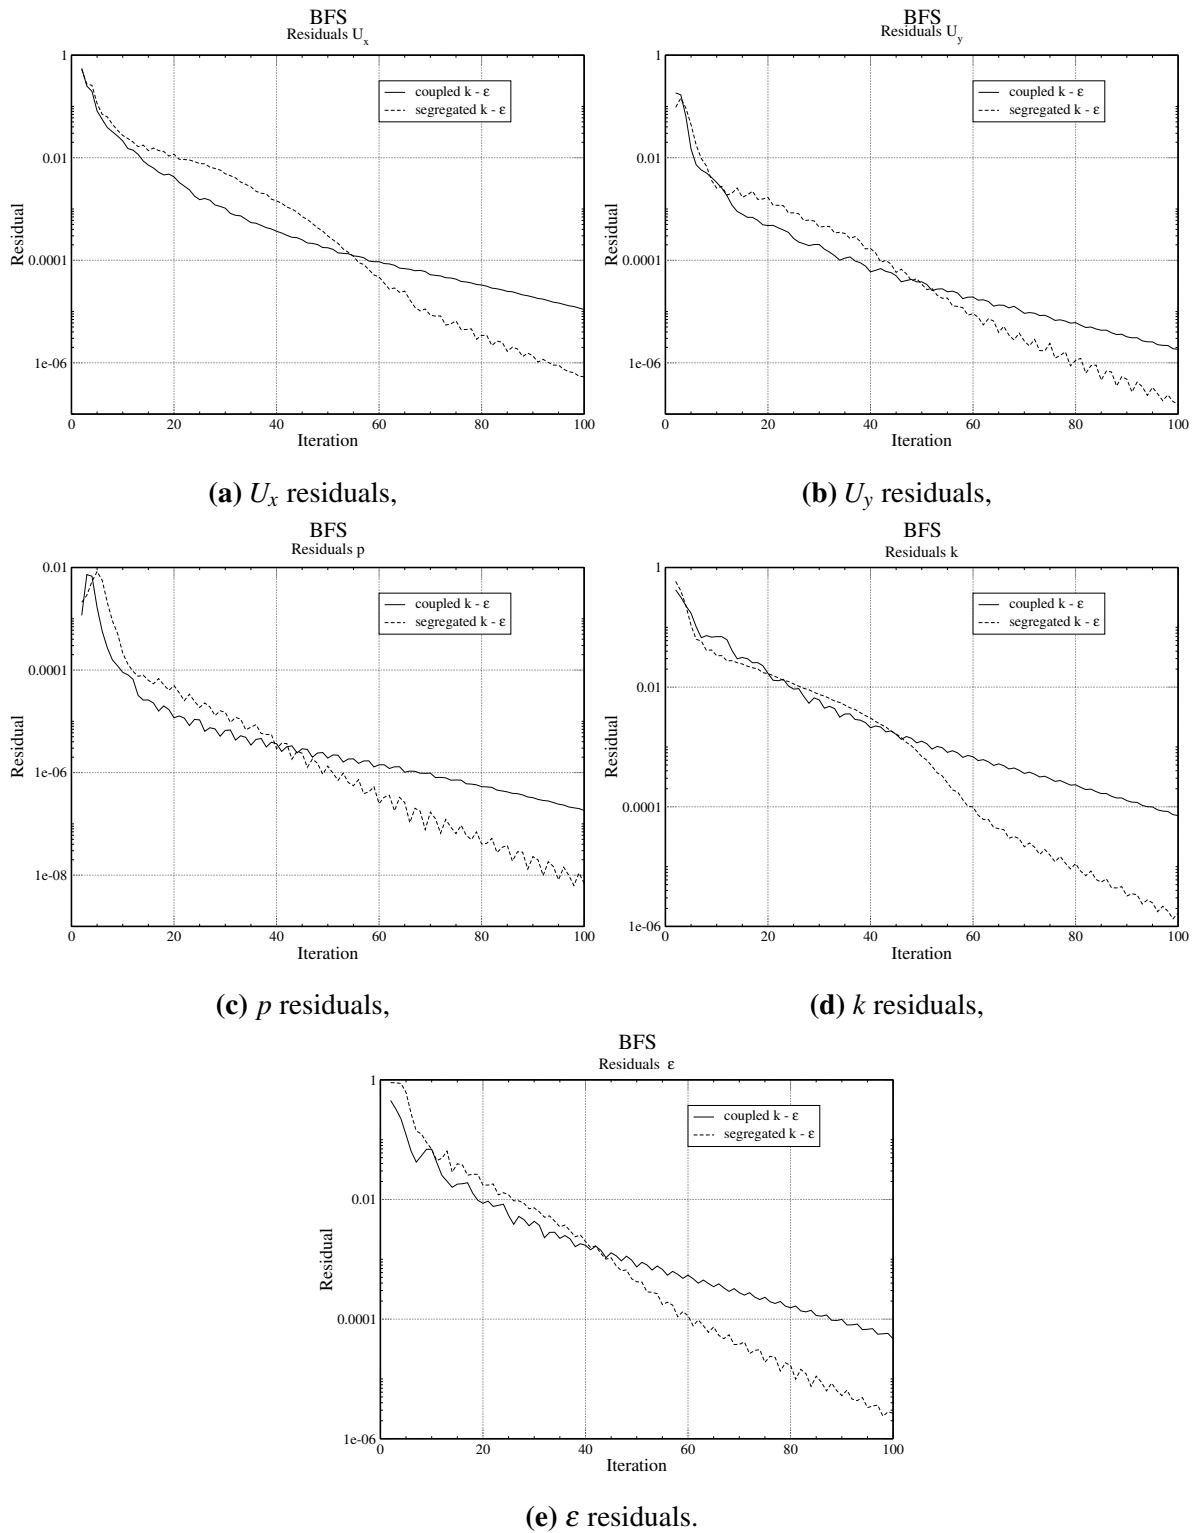 BFS
Residuals Ux
1
0.01
0.0001
1e-06
Residual
coupled k - ε
segregated k - ε
0 20 40 60 80 100
Iteration
(a) Ux residuals,
BFS
Residuals Uy
1
0.01
0.0001
1e-06
Residual
coupled k - ε
segregated k - ε
0 20 40 60 80 100
Iteration
(b) Uy residuals,
BFS
Residuals p
0.01
0.0001
1e-06
1e-08
Residual
coupled k - ε
segregated k - ε
0 20 40 60 80 100
Iteration
(c) p residuals,
BFS
Residuals k
1
0.01
0.0001
1e-06
Residual
coupled k - ε
segregated k - ε
0 20 40 60 80 100
Iteration
(d) k residuals,
BFS
Residuals ε
1
0.01
0.0001
1e-06
Residual
coupled k - ε
segregated k - ε
0 20 40 60 80 100
Iteration
(e) ε residuals.